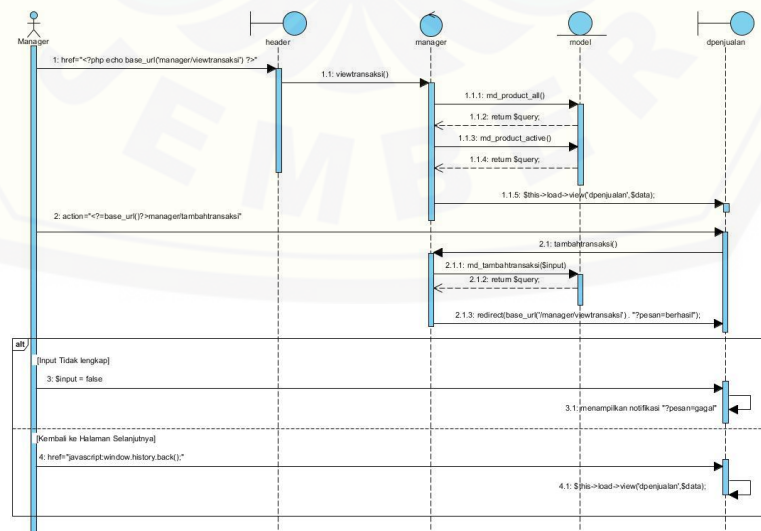 Manager
header
manager
model
dpenjualan
1: href="<?php echo base_url('manager/viewtransaksi') ?>"
1.1: viewtransaksi()
1.1.1: md_product_all()
1.1.2: return $query;
1.1.3: md_product_active()
1.1.4: return $query;
1.1.5: $this->load->view('dpenjualan',$data);
2: action="<?=base_url()?>manager/tambahtransaksi"
2.1: tambahtransaksi()
2.1.1: md_tambahtransaksi($input)
2.1.2: return $query;
2.1.3: redirect(base_url('/manager/viewtransaksi') . "?pesan=berhasil");
alt
[Input Tidak lengkap]
3: $input = false
3.1: menampilkan notifikasi "?pesan=gagal"
[Kembali ke Halaman Selanjutnya]
4: href="javascript:window.history.back();"
4.1: $this->load->view('dpenjualan',$data);
JEMBER